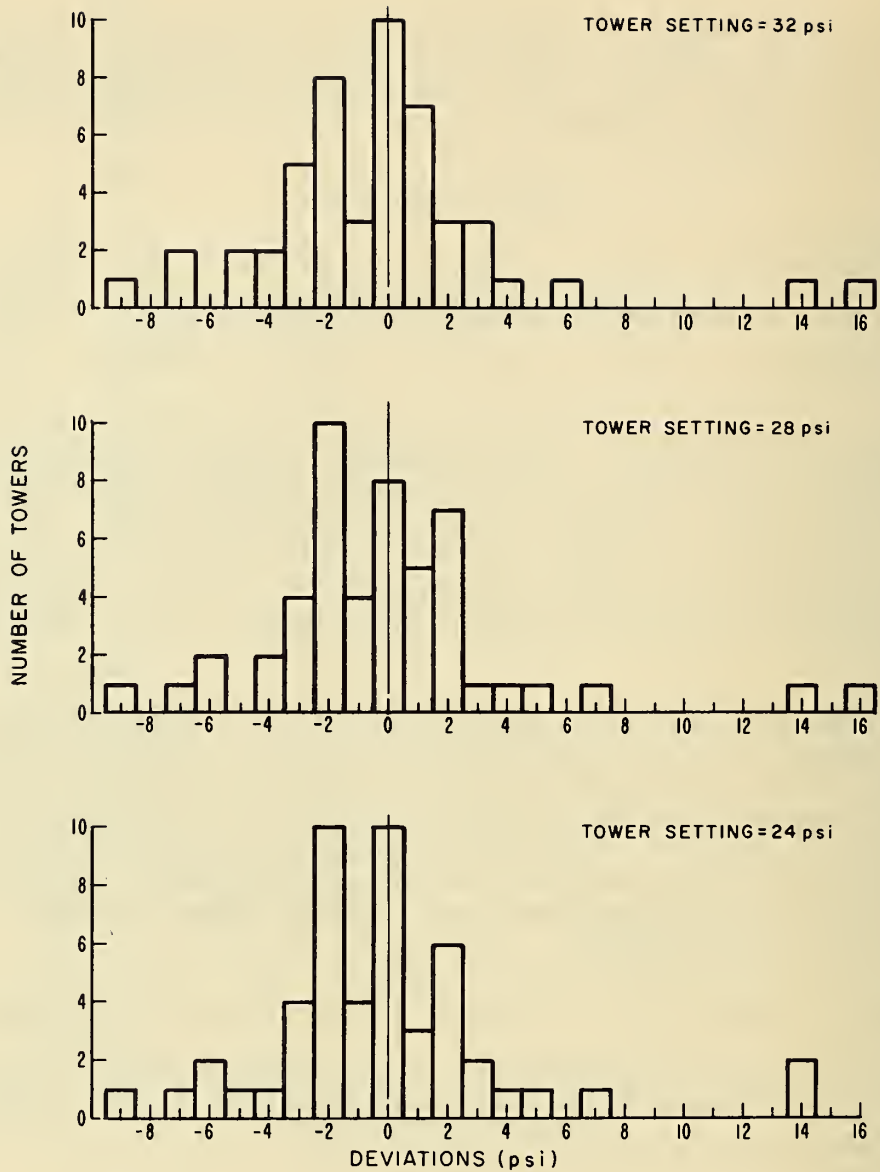 TOWER SETTING = 32 psi
10
8
6
4
2
0
-8 -6 -4 -2 0 2 4 6 8 10 12 14 16
NUMBER OF TOWERS
TOWER SETTING = 28 psi
10
8
6
4
2
0
-8 -6 -4 -2 0 2 4 6 8 10 12 14 16
TOWER SETTING = 24 psi
10
8
6
4
2
0
-8 -6 -4 -2 0 2 4 6 8 10 12 14 16
DEVIATIONS (psi)